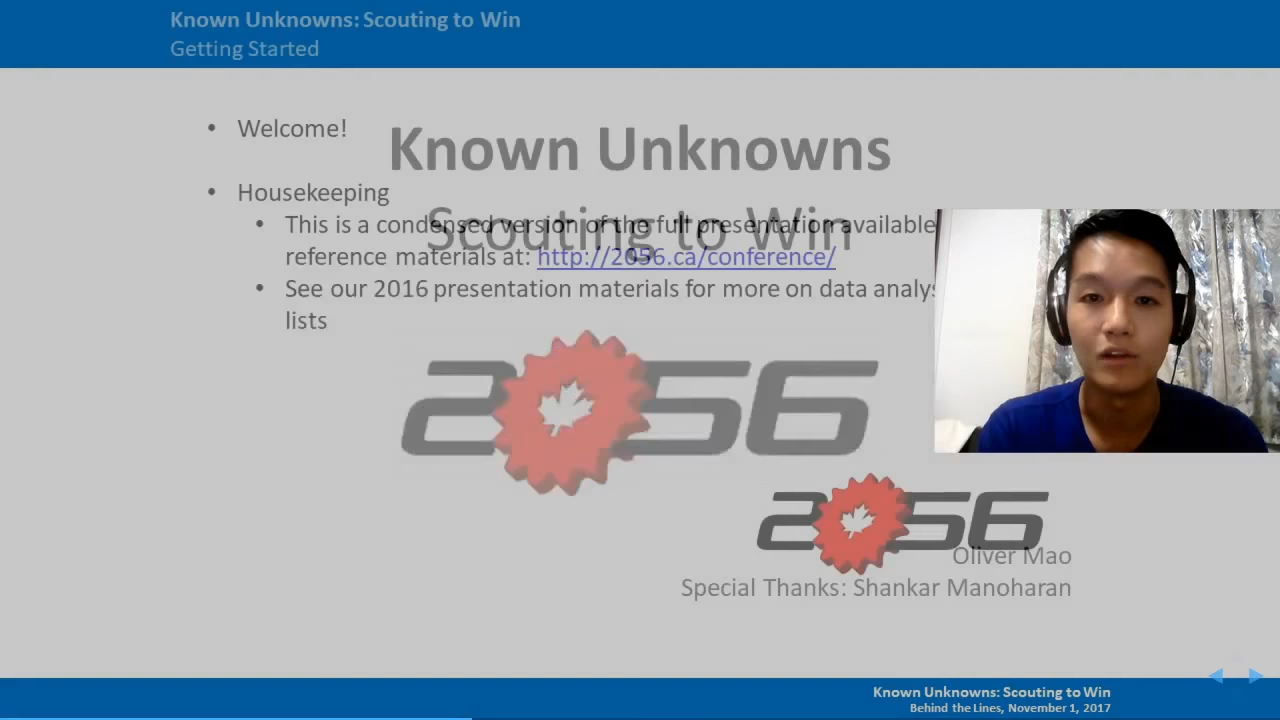 Known Unknowns: Scouting to Win
Getting Started
• Welcome!
Known Unknowns
• Housekeeping
Scouting to Win
• This is a condensed version of the full presentation available
reference materials at: http://2056.ca/conference/
• See our 2016 presentation materials for more on data
lists
2056
2056
Oliver Mao
Special Thanks: Shankar Manoharan
Known Unknowns: Scouting to Win
Behind the Lines, November 1, 2017